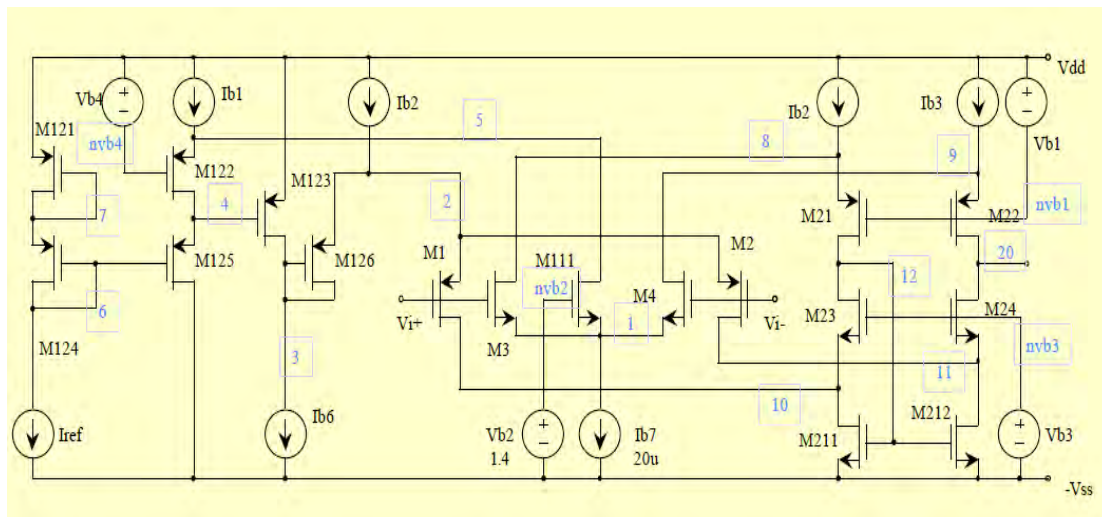 Vdd
Vb4
Ib1
Ib2
Ib2
Ib3
Vb1
M121
nvb4
5
8
9
M122
M123
7
4
2
M21
M22
nvb1
M125
M126
M1
M111
M2
20
12
nvb2
M4
6
Vi+
1
Vi-
M23
M24
M124
M3
nvb3
3
11
10
M212
Iref
Ib6
Vb2
1.4
Ib7
20u
M211
Vb3
-Vss